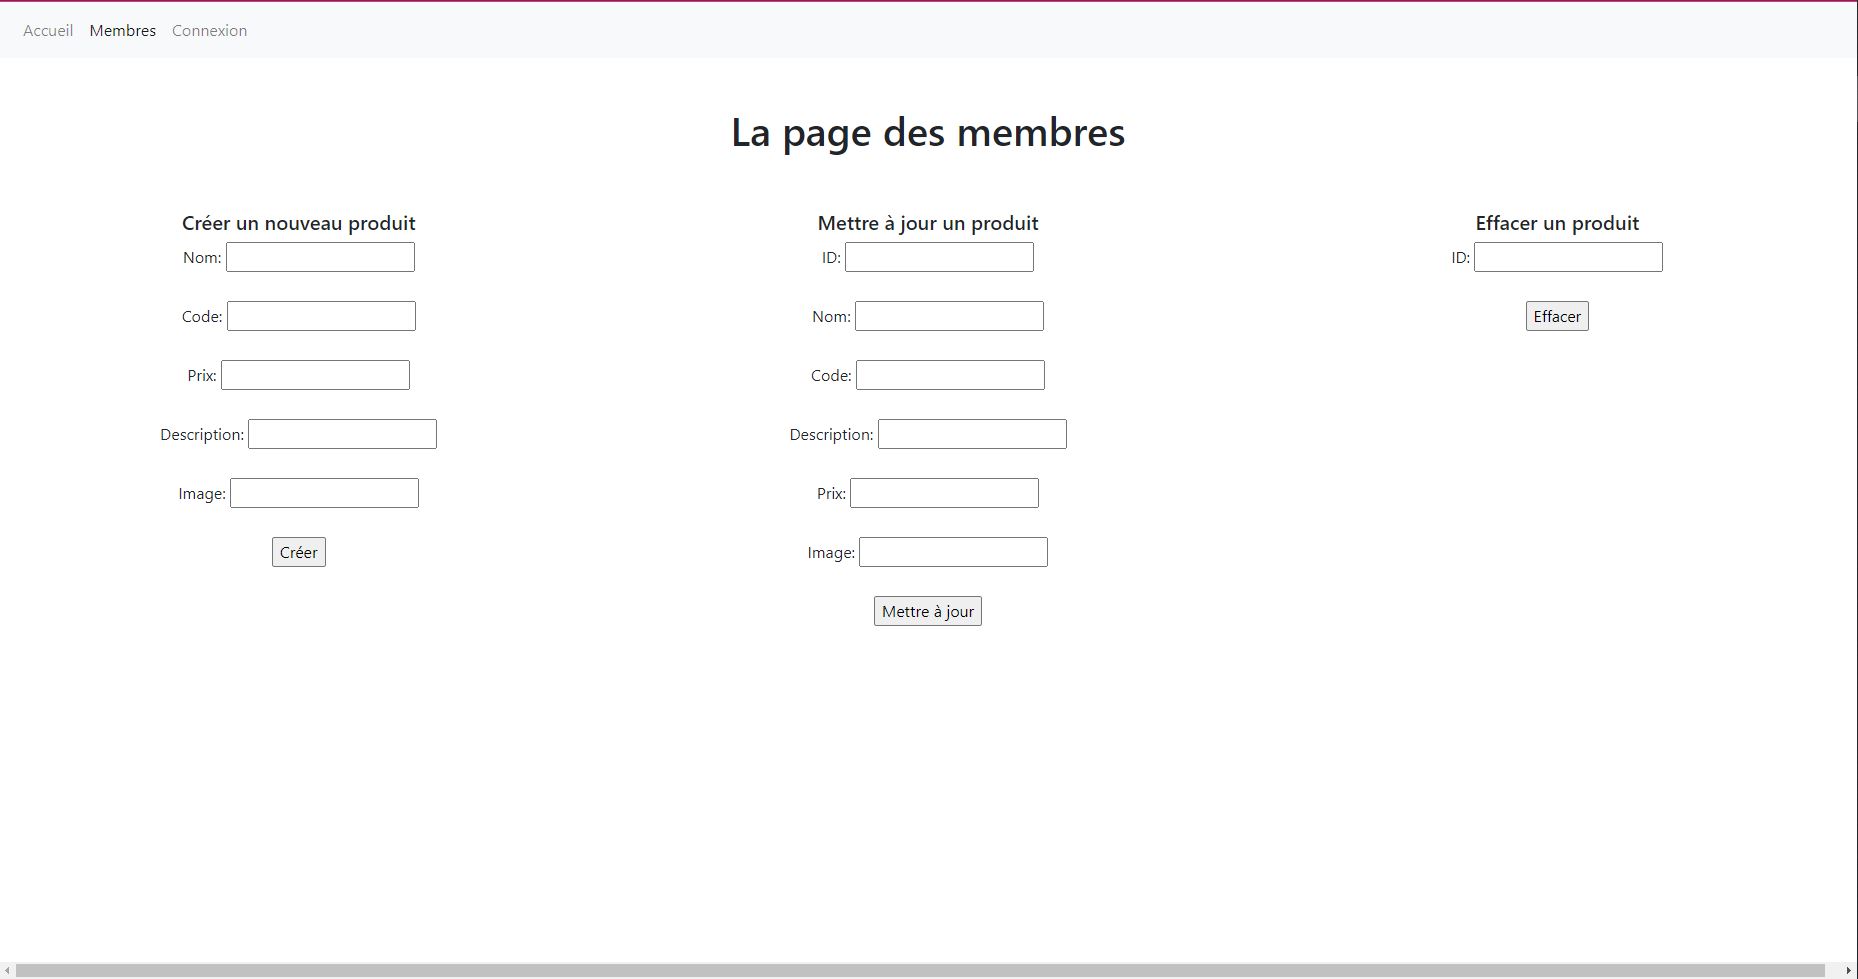 Accueil Membres Connexion
La page des membres
Créer un nouveau produit
Nom:
Code:
Prix:
Description:
Image:
Créer
Mettre à jour un produit
ID:
Nom:
Code:
Description:
Prix:
Image:
Mettre à jour
Effacer un produit
ID:
Effacer